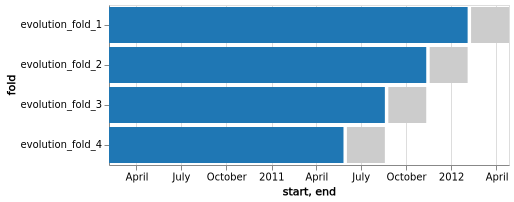 evolution_fold_1
evolution_fold_2
evolution_fold_3
evolution_fold_4
fold
April July October 2011 April July October 2012 April
start, end